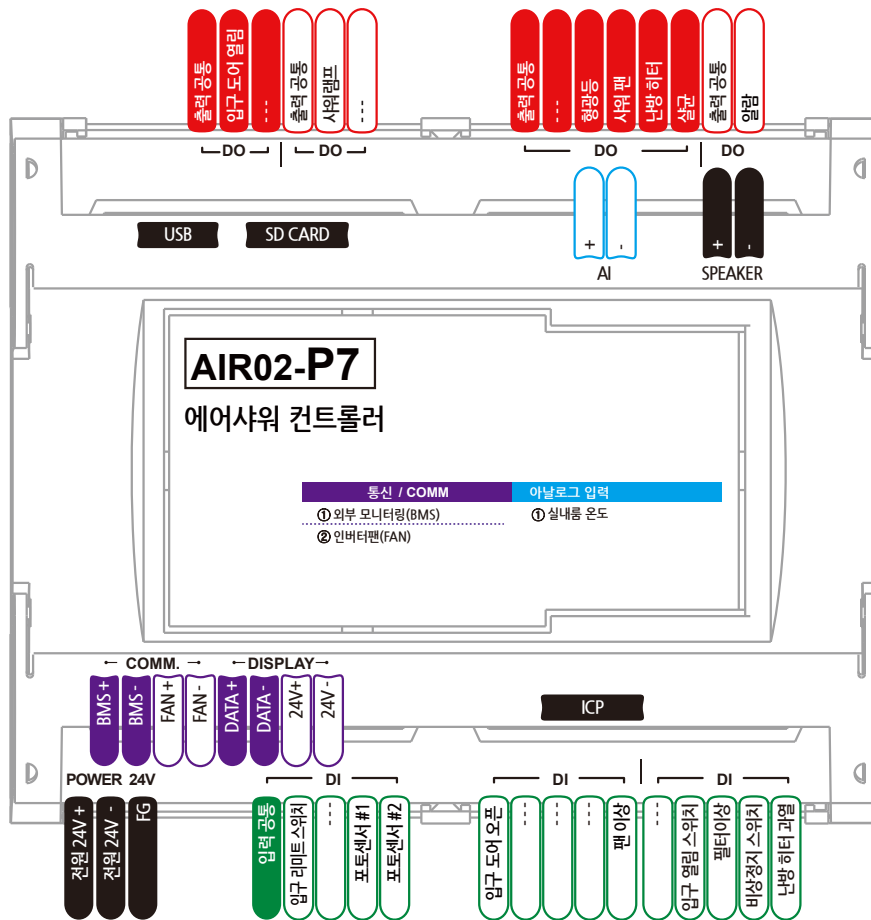 출력 공통
입구 도어 열림
---
출력 공통
샤워램프
---
출력 공통
---
형광등
샤워 팬
난방 히터
살균
출력 공통
알람
DO
DO
DO
DO
+
-
+
-
AI
SPEAKER
USB
SD CARD
AIR02-P7
에어샤워 컨트롤러
통신 / COMM
아날로그 입력
① 외부 모니터링(BMS)
① 실내룸 온도
② 인버터팬(FAN)
COMM.
DISPLAY
BMS +
BMS -
FAN +
FAN -
DATA +
DATA -
24V+
24V -
ICP
POWER 24V
DI
DI
DI
전원 24V +
전원 24V -
FG
입력 공통
입구 리미트 스위치
---
포토센서 #1
포토센서 #2
입구 도어 오픈
---
---
---
팬 이상
---
입구 열림 스위치
필터이상
비상정지 스위치
난방 히터 과열